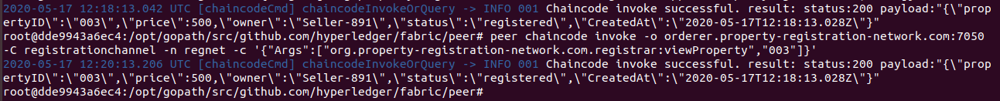 2020-05-17 12:18:13.042 UTC [chaincodeCmd] chaincodeInvokeOrQuery -> INFO 001 Chaincode invoke successful. result: status:200 payload:"{\"prop
ertyID\":\"003\",\"price\":500,\"owner\":\"Seller-891\",\"status\":\"registered\",\"CreatedAt\":\"2020-05-17T12:18:13.028Z\"}"
root@dde9943a6ec4:/opt/gopath/src/github.com/hyperledger/fabric/peer# peer chaincode invoke -o orderer.property-registration-network.com:7050
-C registrationchannel -n regnet -c '{"Args":["org.property-registration-network.com.registrar:viewProperty","003"]}'
2020-05-17 12:20:13.206 UTC [chaincodeCmd] chaincodeInvokeOrQuery -> INFO 001 Chaincode invoke successful. result: status:200 payload:"{\"prop
ertyID\":\"003\",\"price\":500,\"owner\":\"Seller-891\",\"status\":\"registered\",\"CreatedAt\":\"2020-05-17T12:18:13.028Z\"}"
root@dde9943a6ec4:/opt/gopath/src/github.com/hyperledger/fabric/peer#